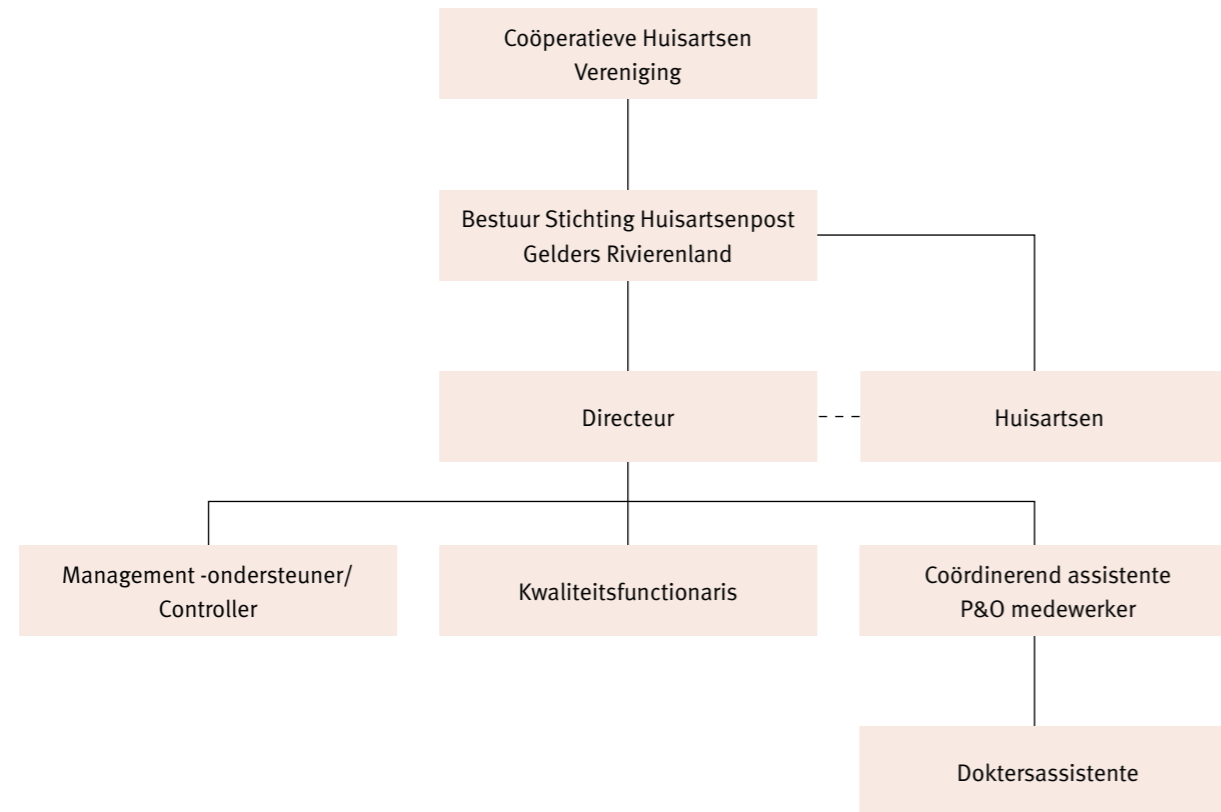 Coöperatieve Huisartsen
Vereniging
Bestuur Stichting Huisartsenpost
Gelders Rivierenland
Directeur
Huisartsen
Management -ondersteuner/
Controller
Kwaliteitsfunctionaris
Coördinerend assistente
P&O medewerker
Doktersassistente